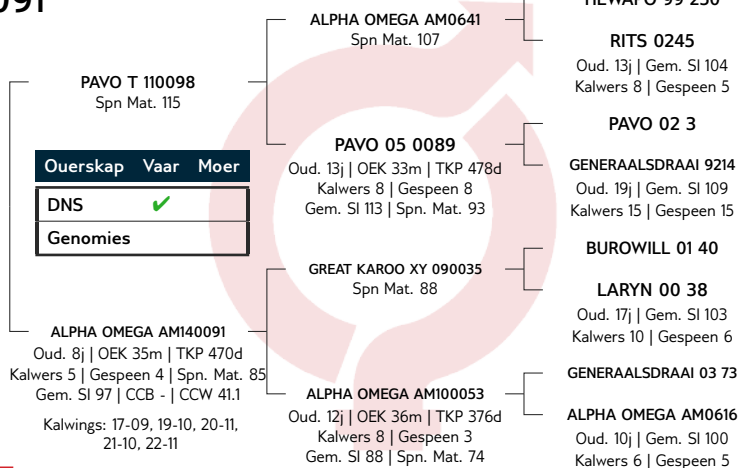 ALPHA OMEGA AM0641
Spn Mat. 107
RITS 0245
Oud. 13j | Gem. SI 104
Kalwers 8 | Gespeen 5
PAVO T 110098
Spn Mat. 115
PAVO 02 3
PAVO 05 0089
Oud. 13j | OEK 33m | TKP 478d
Kalwers 8 | Gespeen 8
Gem. SI 113 | Spn. Mat. 93
GENERAALSDRAAI 9214
Oud. 19j | Gem. SI 109
Kalwers 15 | Gespeen 15
Ouerskap Vaar Moer
DNS ✔
Genomies
BUROWILL 01 40
GREAT KAROO XY 090035
Spn Mat. 88
LARYN 00 38
Oud. 17j | Gem. SI 103
Kalwers 10 | Gespeen 6
ALPHA OMEGA AM140091
Oud. 8j | OEK 35m | TKP 470d
Kalwers 5 | Gespeen 4 | Spn. Mat. 85
Gem. SI 97 | CCB - | CCW 41.1
Kalwings: 17-09, 19-10, 20-11,
21-10, 22-11
GENERAALSDRAAI 03 73
ALPHA OMEGA AM100053
Oud. 12j | OEK 36m | TKP 376d
Kalwers 8 | Gespeen 3
Gem. SI 88 | Spn. Mat. 74
ALPHA OMEGA AM0616
Oud. 10j | Gem. SI 100
Kalwers 6 | Gespeen 5